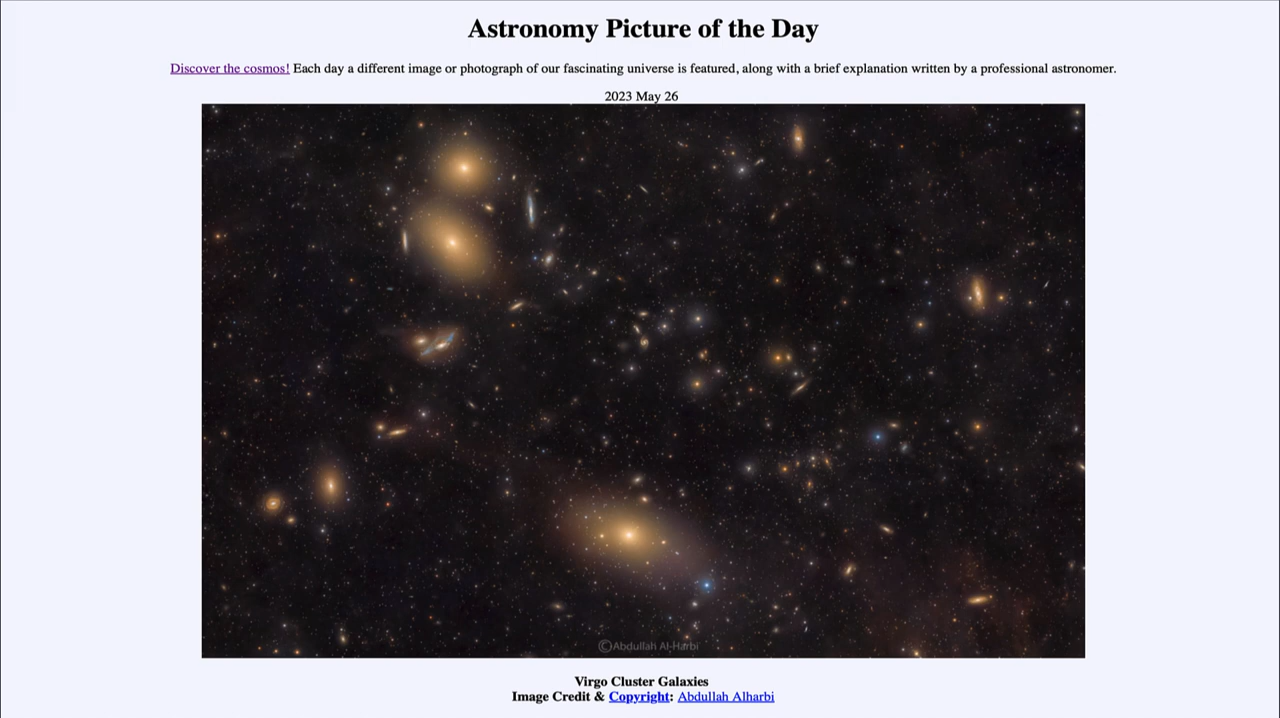 Astronomy Picture of the Day
Discover the cosmos! Each day a different image or photograph of our fascinating universe is featured, along with a brief explanation written by a professional astronomer.
2023 May 26
©Abdullah Al-Harbi
Virgo Cluster Galaxies
Image Credit & Copyright: Abdullah Alharbi